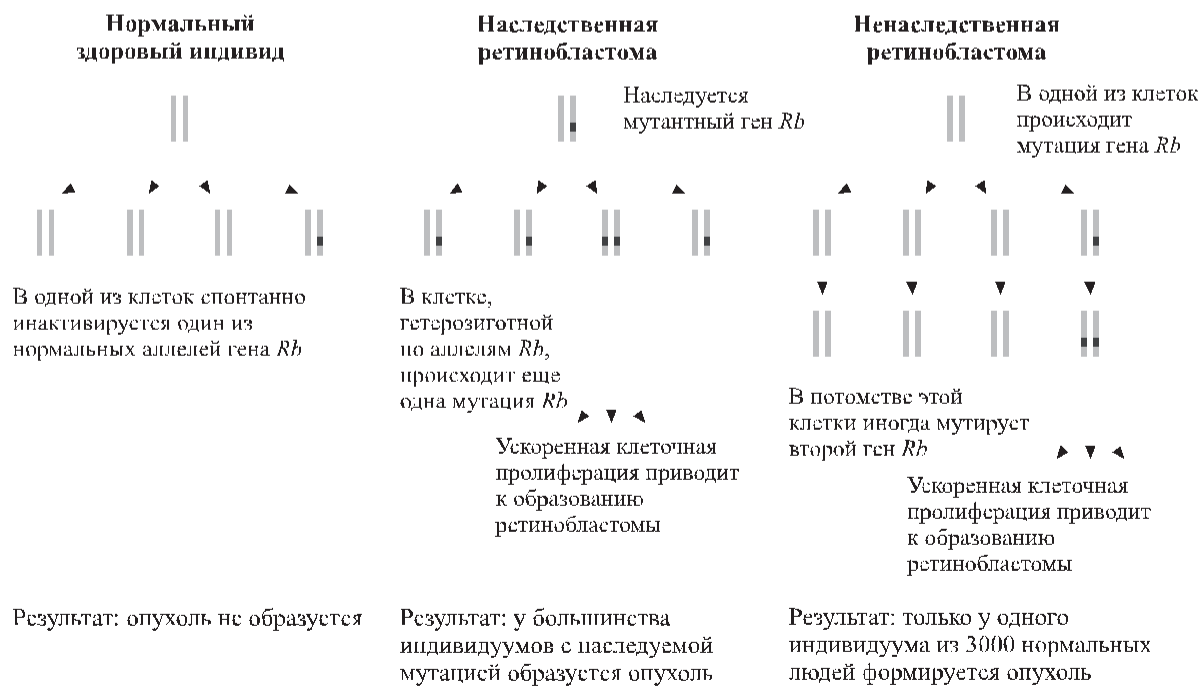 Нормальный
здоровый индивид
В одной из клеток спонтанно
инактивируется один из
нормальных аллелей гена Rb
Результат: опухоль не образуется
Наследственная
ретинобластома
Наследуется
мутантный ген Rb
В клетке,
гетерозиготной
по аллелям Rb,
происходит еще
одна мутация Rb
Ускоренная клеточная
пролиферация приводит
к образованию
ретинобластомы
Результат: у большинства
индивидуумов с наследуемой
мутацией образуется опухоль
Ненаследственная
ретинобластома
В одной из клеток
происходит
мутация гена Rb
В потомстве этой
клетки иногда мутирует
второй ген Rb
Ускоренная клеточная
пролиферация приводит
к образованию
ретинобластомы
Результат: только у одного
индивидуума из 3000 нормальных
людей формируется опухоль